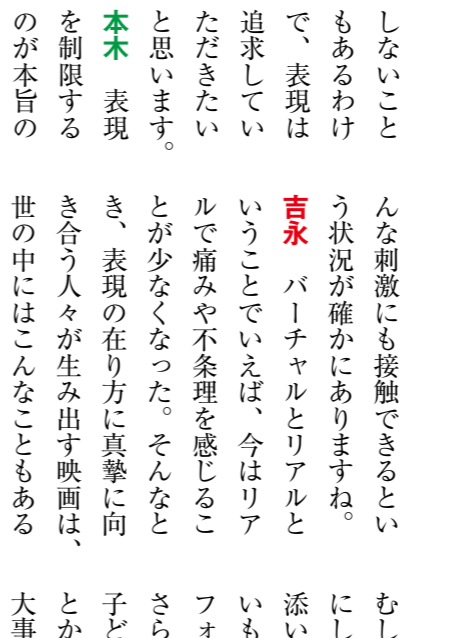 しないこと
もあるわけ
で、表現は
追求してい
ただきたい
と思います。
本木　表現
を制限する
のが本旨の
んな刺激にも接触できるとい
う状況が確かにありますね。
吉永　バーチャルとリアルと
いうことでいえば、今はリア
ルで痛みや不条理を感じるこ
とが少なくなった。そんなと
き、表現の在り方に真摯に向
き合う人々が生み出す映画は、
世の中にはこんなこともある
むし
にし
添い
いも
フォ
さら
子ど
とか
大事